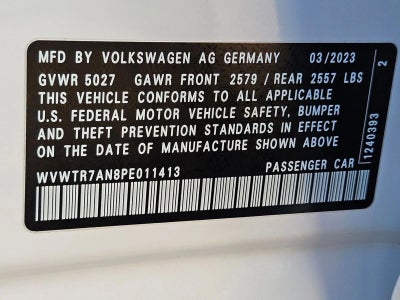 MFD BY VOLKSWAGEN AG GERMANY 03/2023
GVWR 5027 GAWR FRONT 2579 / REAR 2557 LBS
THIS VEHICLE CONFORMS TO ALL APPLICABLE
U.S. FEDERAL MOTOR VEHICLE SAFETY, BUMPER
AND THEFT PREVENTION STANDARDS IN EFFECT
ON THE DATE OF MANUFACTURE SHOWN ABOVE
WVWTR7AN8PE011413 PASSENGER CAR
1240393 2